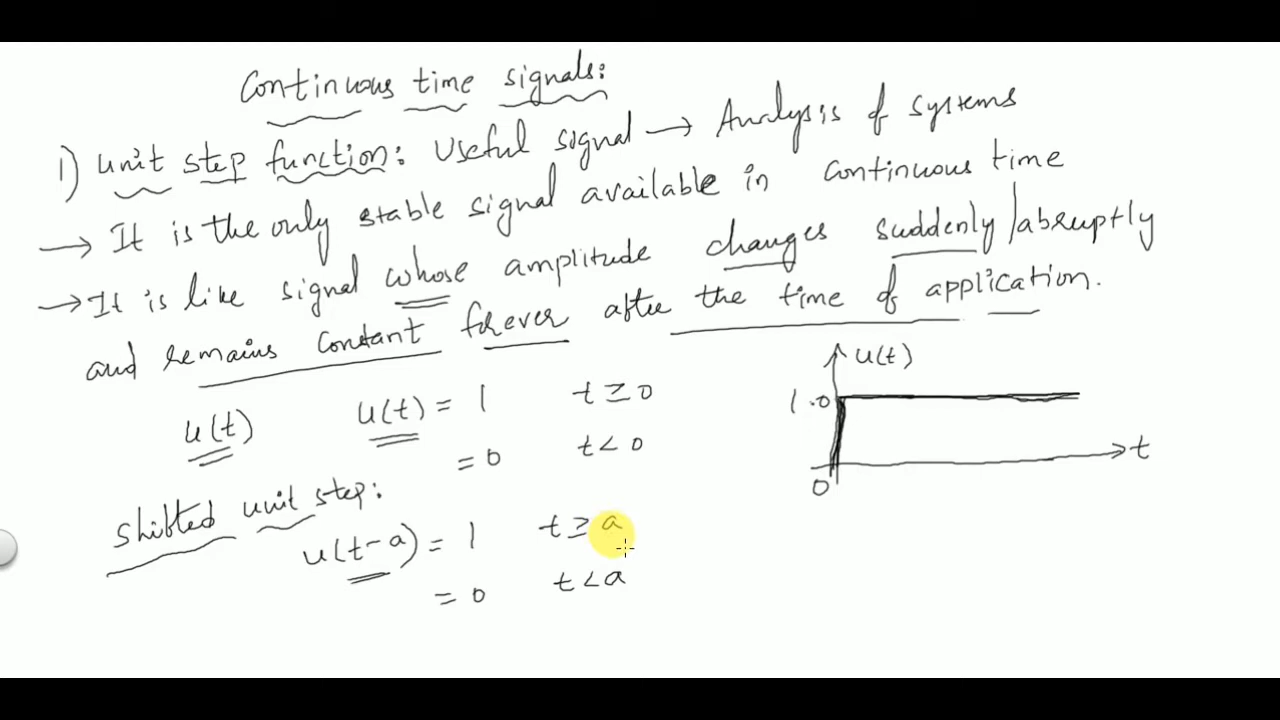 Continuous time signals:
1) Unit step function: Useful signal → Analysis of systems
→ It is the only stable signal available in continuous time
→ It is like signal whose amplitude changes suddenly/abruptly
and remains constant forever after the time of application.
u(t)
u(t) = 1 t ≥ 0
= 0 t < 0
u(t)
1.0
0
t
Shifted unit step:
u(t-a) = 1 t ≥ a
= 0 t < a